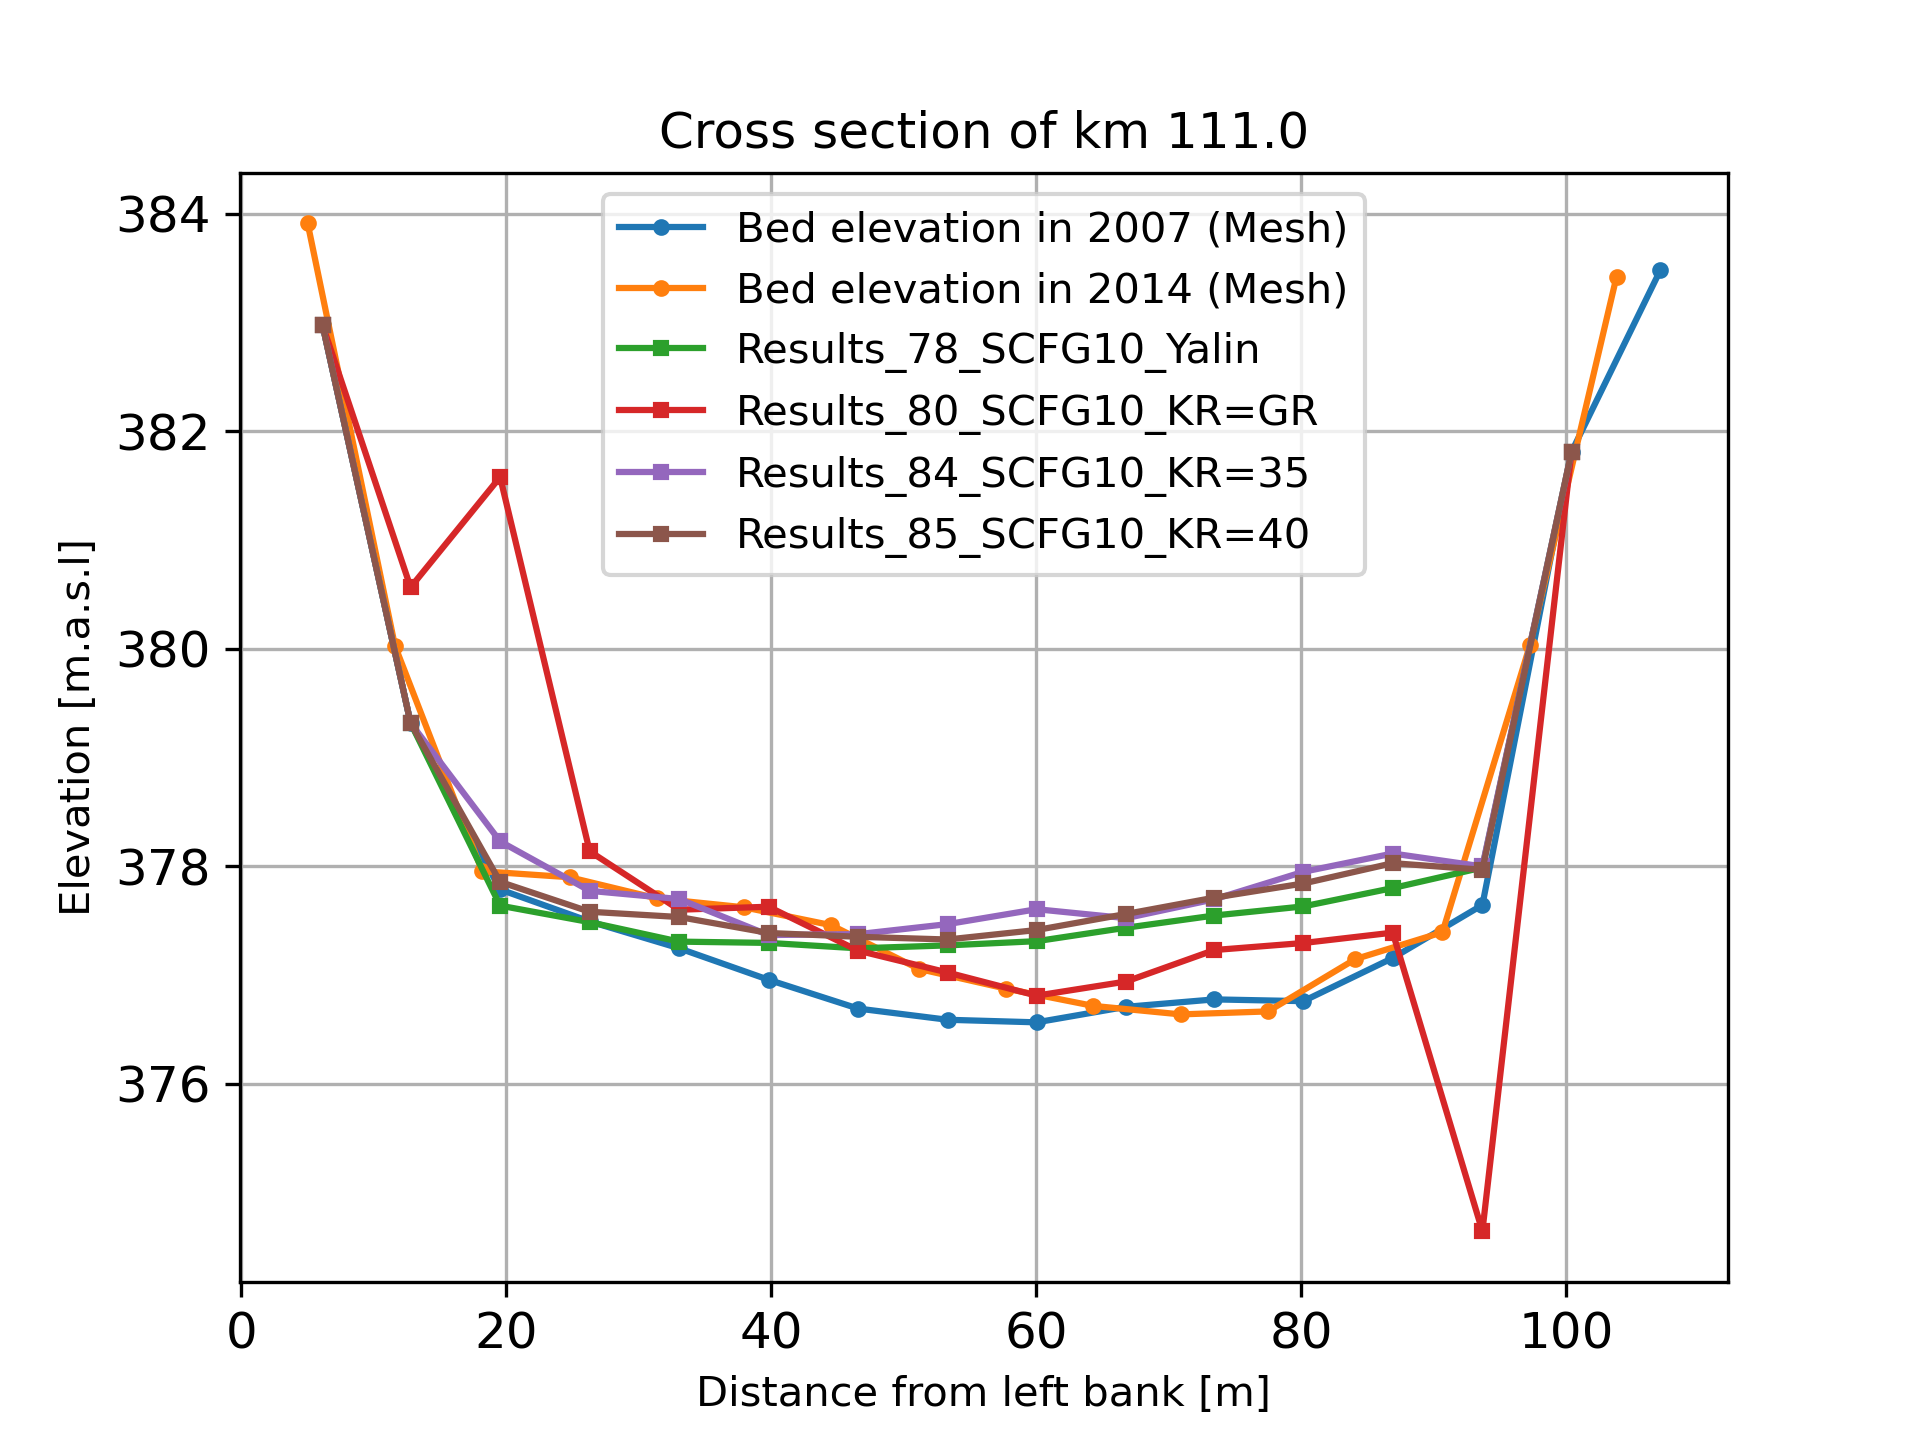 Cross section of km 111.0
Bed elevation in 2007 (Mesh)
Bed elevation in 2014 (Mesh)
Results_78_SCFG10_Yalin
Results_80_SCFG10_KR=GR
Results_84_SCFG10_KR=35
Results_85_SCFG10_KR=40
384
382
380
378
376
Elevation [m.a.s.l]
0 20 40 60 80 100
Distance from left bank [m]